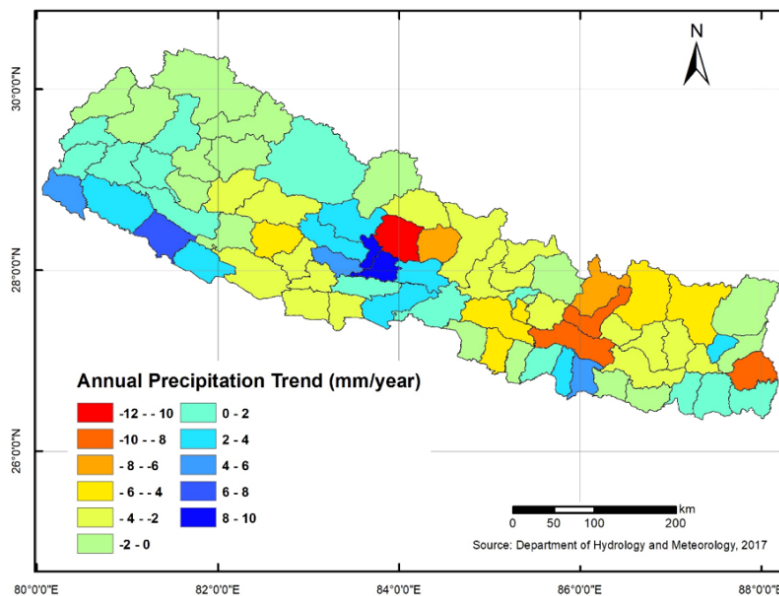 N
30°0'0"N
28°0'0"N
26°0'0"N
Annual Precipitation Trend (mm/year)
-12 - - 10
-10 - -8
- 8 - -6
- 6 - -4
- 4 - -2
-2 - 0
0 - 2
2 - 4
4 - 6
6 - 8
8 - 10
km
0 50 100 200
Source: Department of Hydrology and Meteorology, 2017
80°0'0"E 82°0'0"E 84°0'0"E 86°0'0"E 88°0'0"E